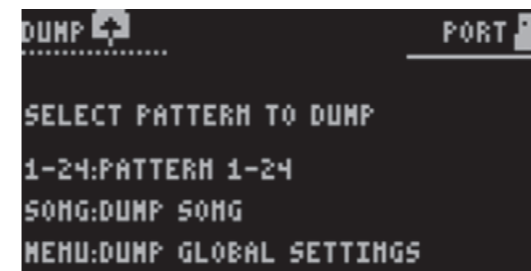 DUMP PORT
SELECT PATTERN TO DUMP
1-24:PATTERN 1-24
SONG:DUMP SONG
MENU:DUMP GLOBAL SETTINGS